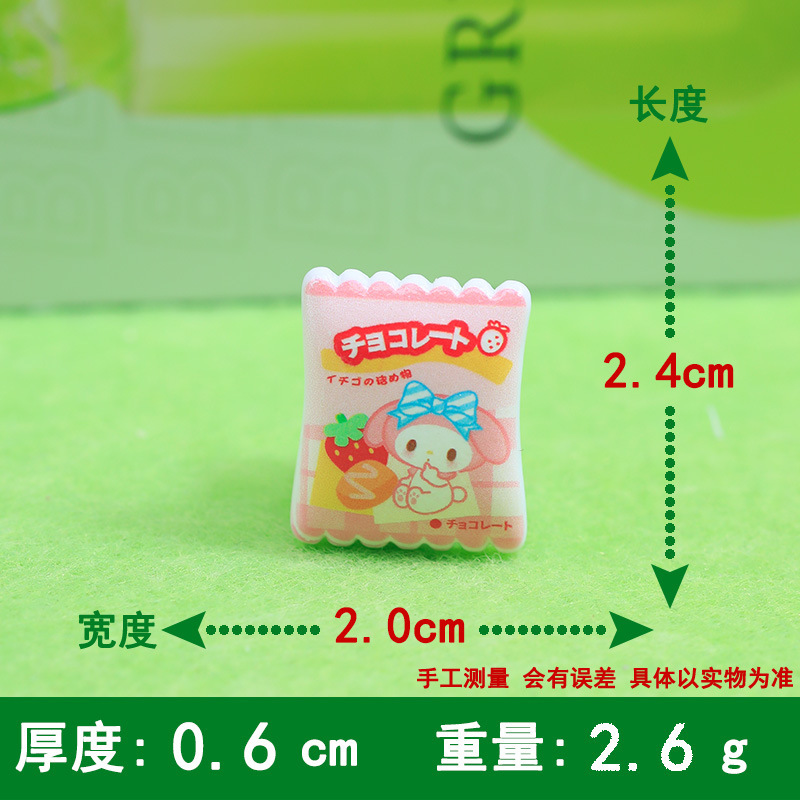 GR
长度
チョコレート
イチゴの詰め物
2.4cm
チョコレート
宽度
2.0cm
手工测量 会有误差 具体以实物为准
厚度: 0.6 cm 重量: 2.6 g